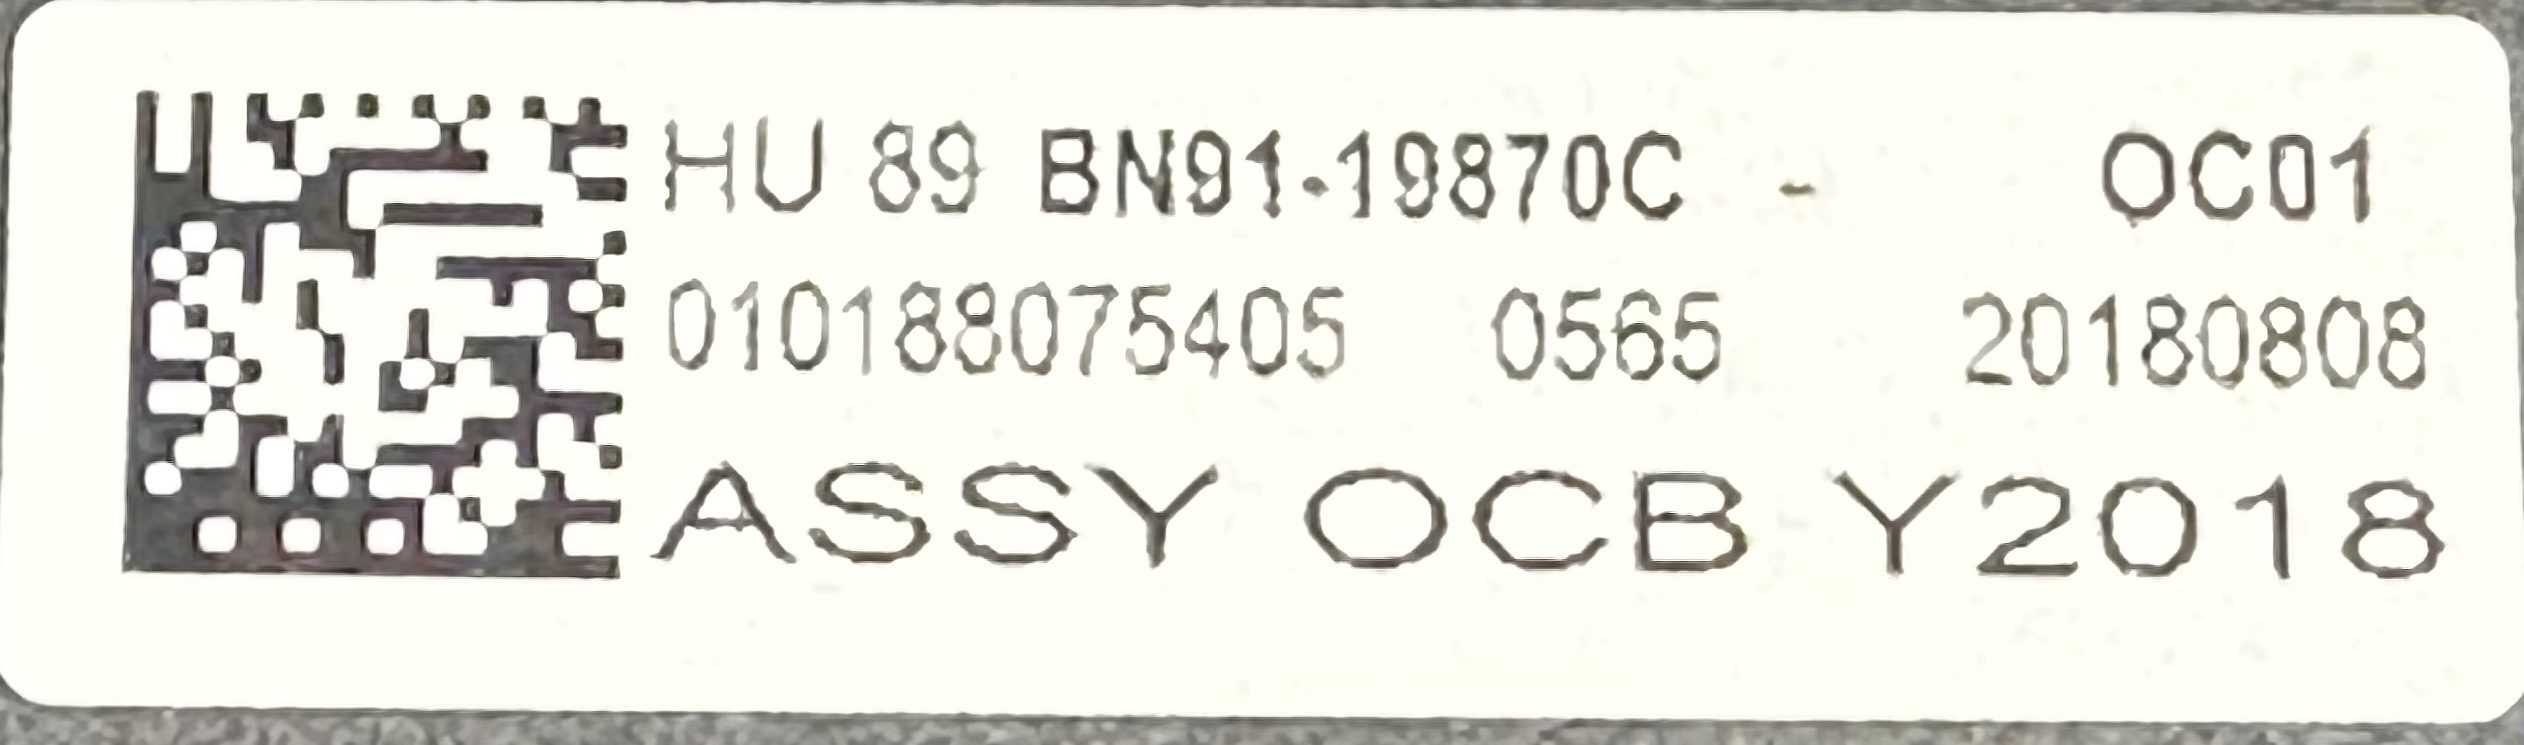 HU 89 BN91-19870C - OC01
010188075405 0565 20180808
ASSY OCB Y2018